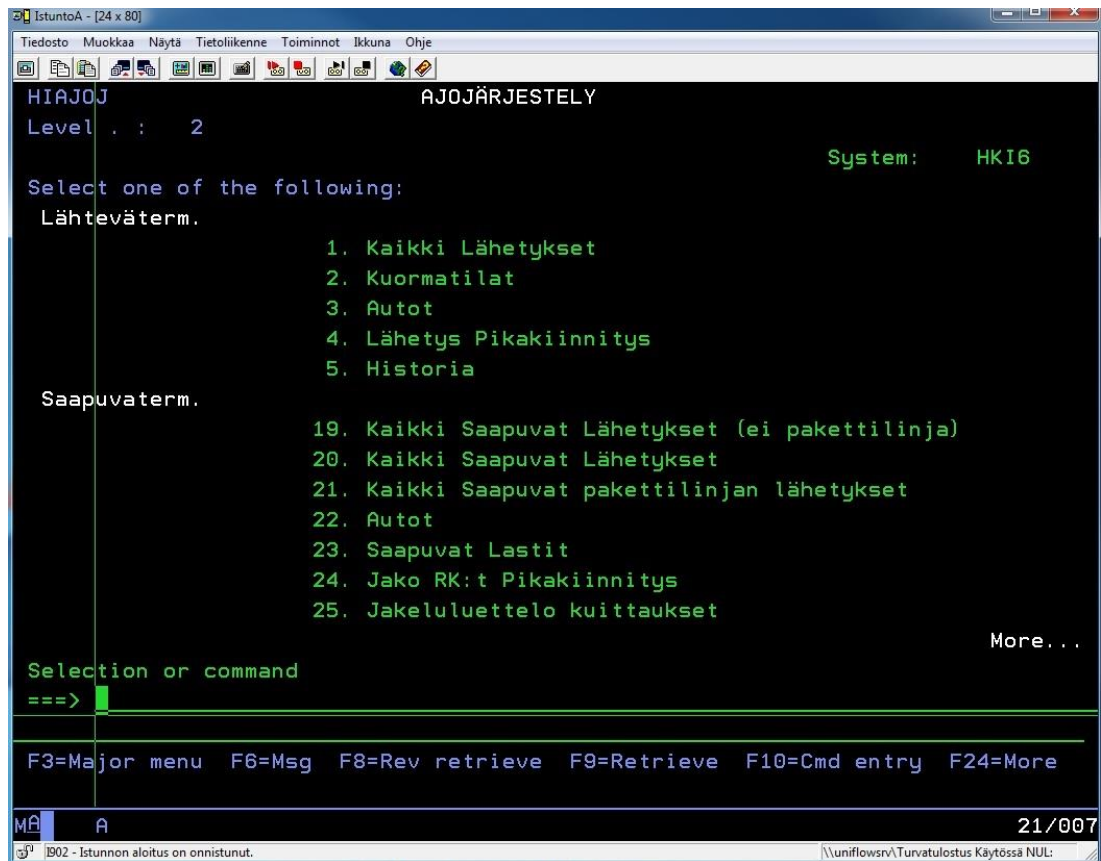 IstuntoA - [24 x 80]
Tiedosto Muokkaa Näytä Tietoliikenne Toiminnot Ikkuna Ohje
HIAJOJ AJOJÄRJESTELY
Level . : 2
System: HKI6
Select one of the following:
Lähteväterm.
1. Kaikki Lähetykset
2. Kuormatilat
3. Autot
4. Lähetys Pikakiinnitys
5. Historia
Saapuvaterm.
19. Kaikki Saapuvat Lähetykset (ei pakettilinja)
20. Kaikki Saapuvat Lähetykset
21. Kaikki Saapuvat pakettilinjan lähetykset
22. Autot
23. Saapuvat Lastit
24. Jako RK:t Pikakiinnitys
25. Jakeluluettelo kuittaukset
More...
Selection or command
===>
F3=Major menu F6=Msg F8=Rev retrieve F9=Retrieve F10=Cmd entry F24=More
MA A 21/007
I902 - Istunnon aloitus on onnistunut. \\uniflowsrv\Turvatulostus Käytössä NUL: